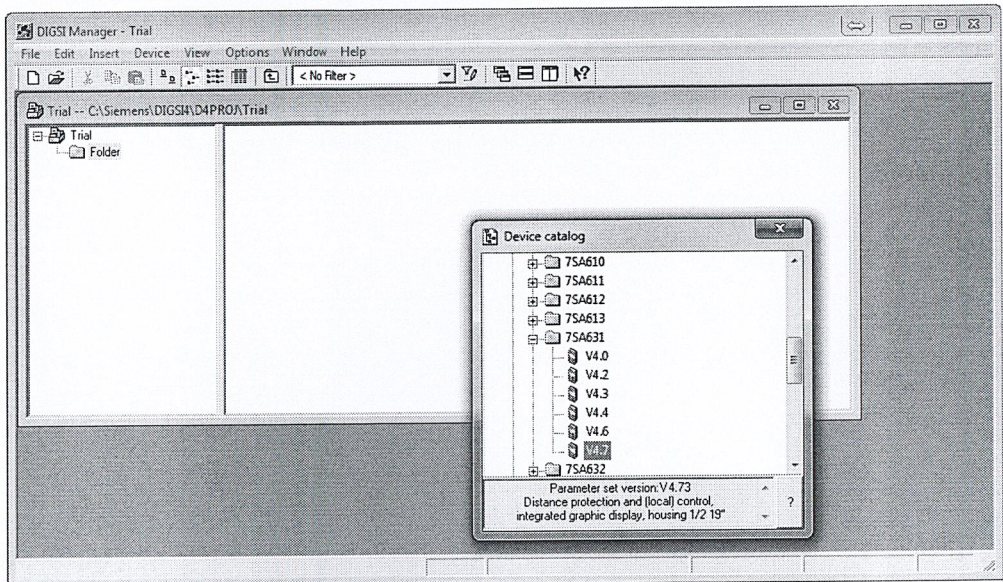 DIGSI Manager - Trial
File Edit Insert Device View Options Window Help
< No Filter >
Trial -- C:\Siemens\DIGSI4\D4PROJ\Trial
Trial
Folder
Device catalog
7SA610
7SA611
7SA612
7SA613
7SA631
V4.0
V4.2
V4.3
V4.4
V4.6
V4.7
7SA632
Parameter set version:V4.73
Distance protection and (local) control,
integrated graphic display, housing 1/2 19"
?